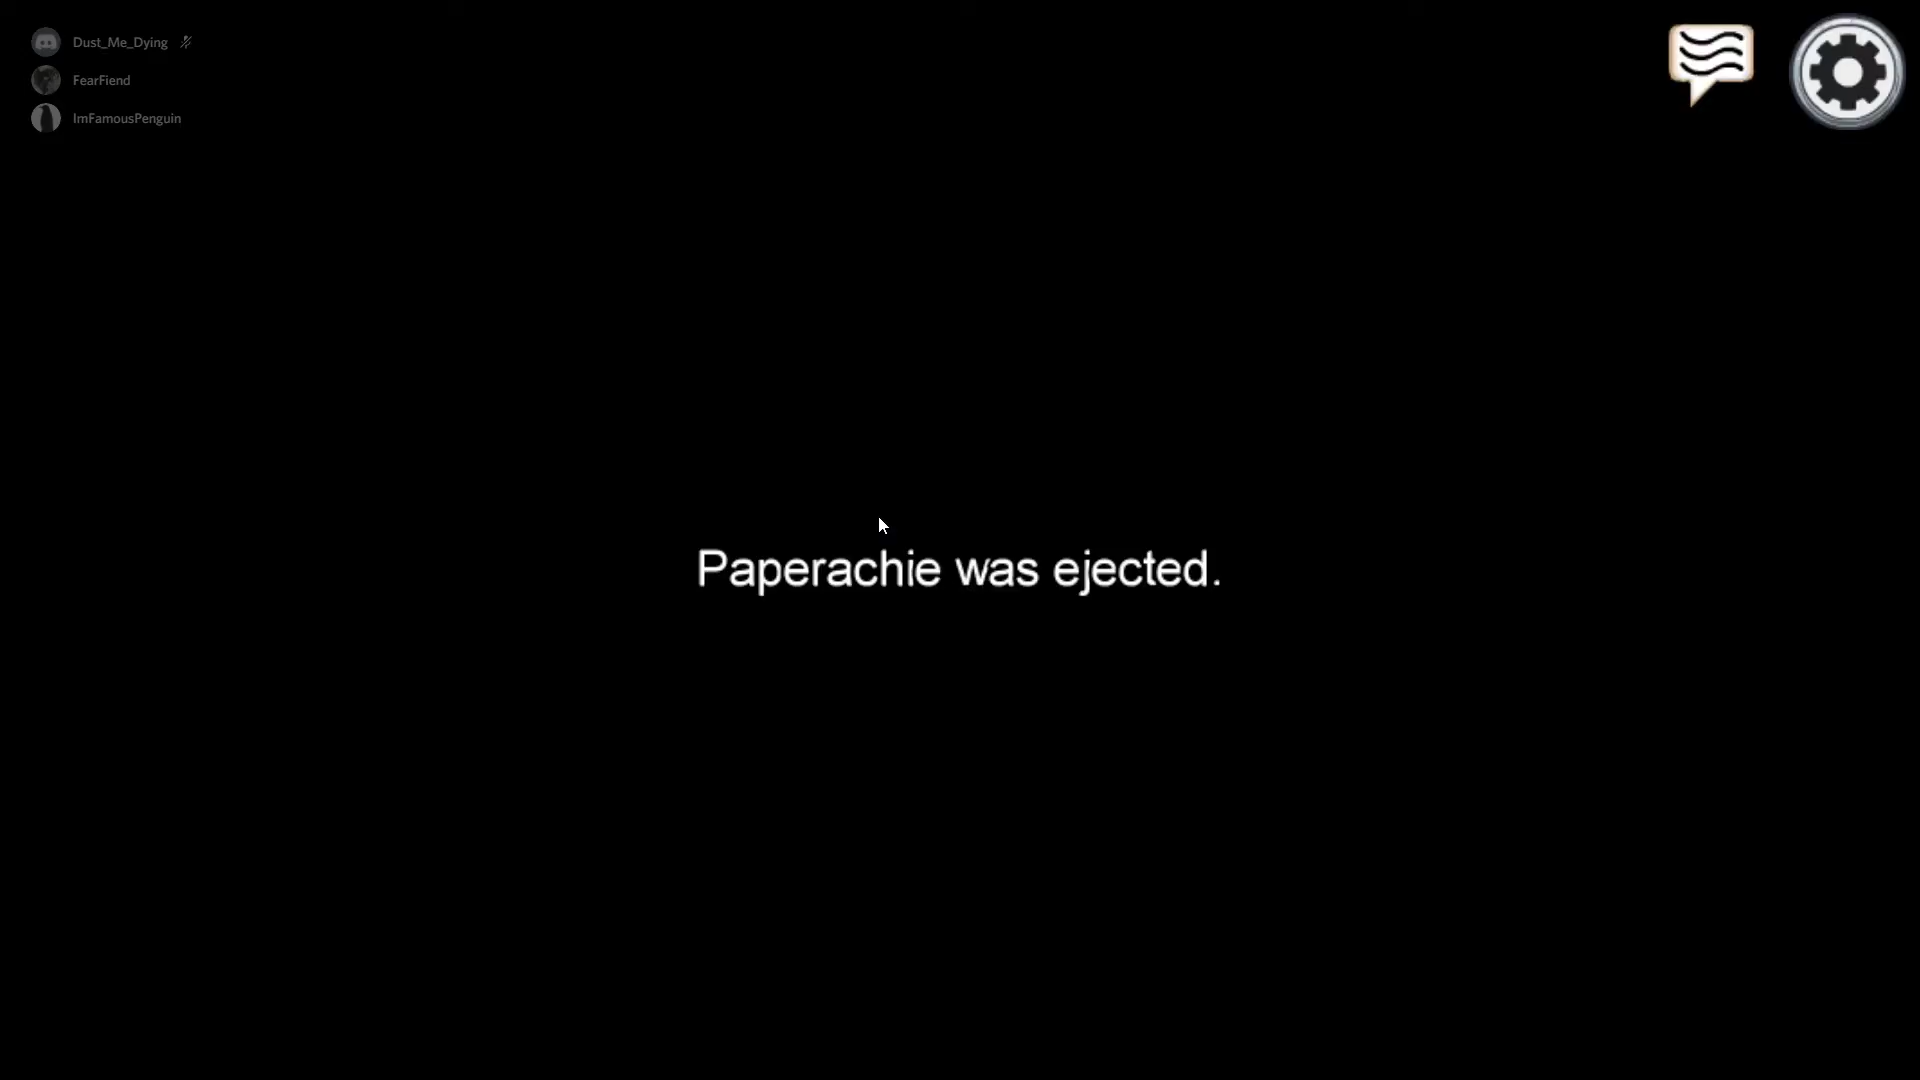 Dust_Me_Dying
FearFiend
ImFamousPenguin
Paperachie was ejected.